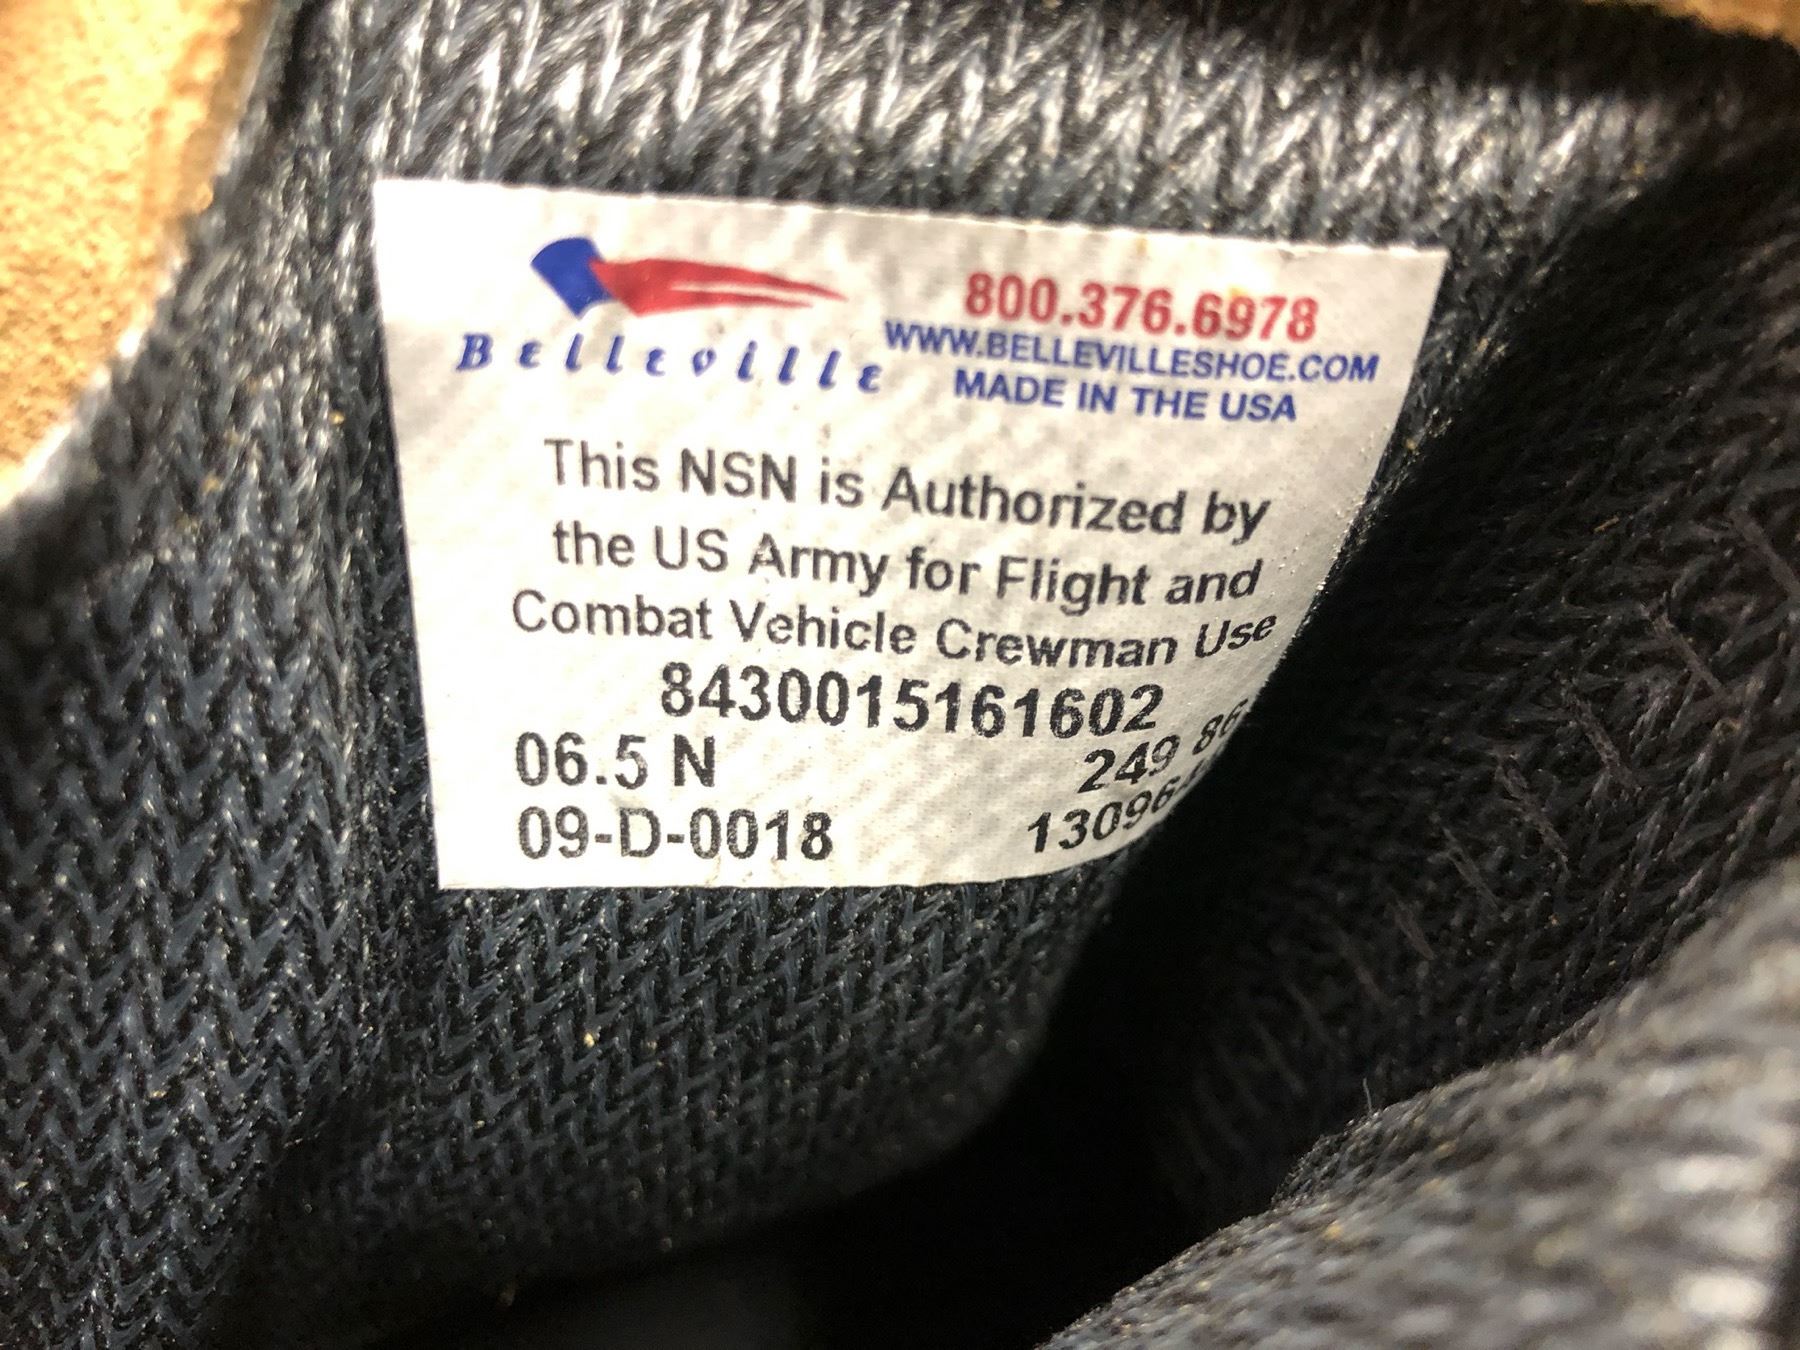 Belleville
800.376.6978
WWW.BELLEVILLESHOE.COM
MADE IN THE USA
This NSN is Authorized by
the US Army for Flight and
Combat Vehicle Crewman Use
8430015161602
06.5 N 249
09-D-0018